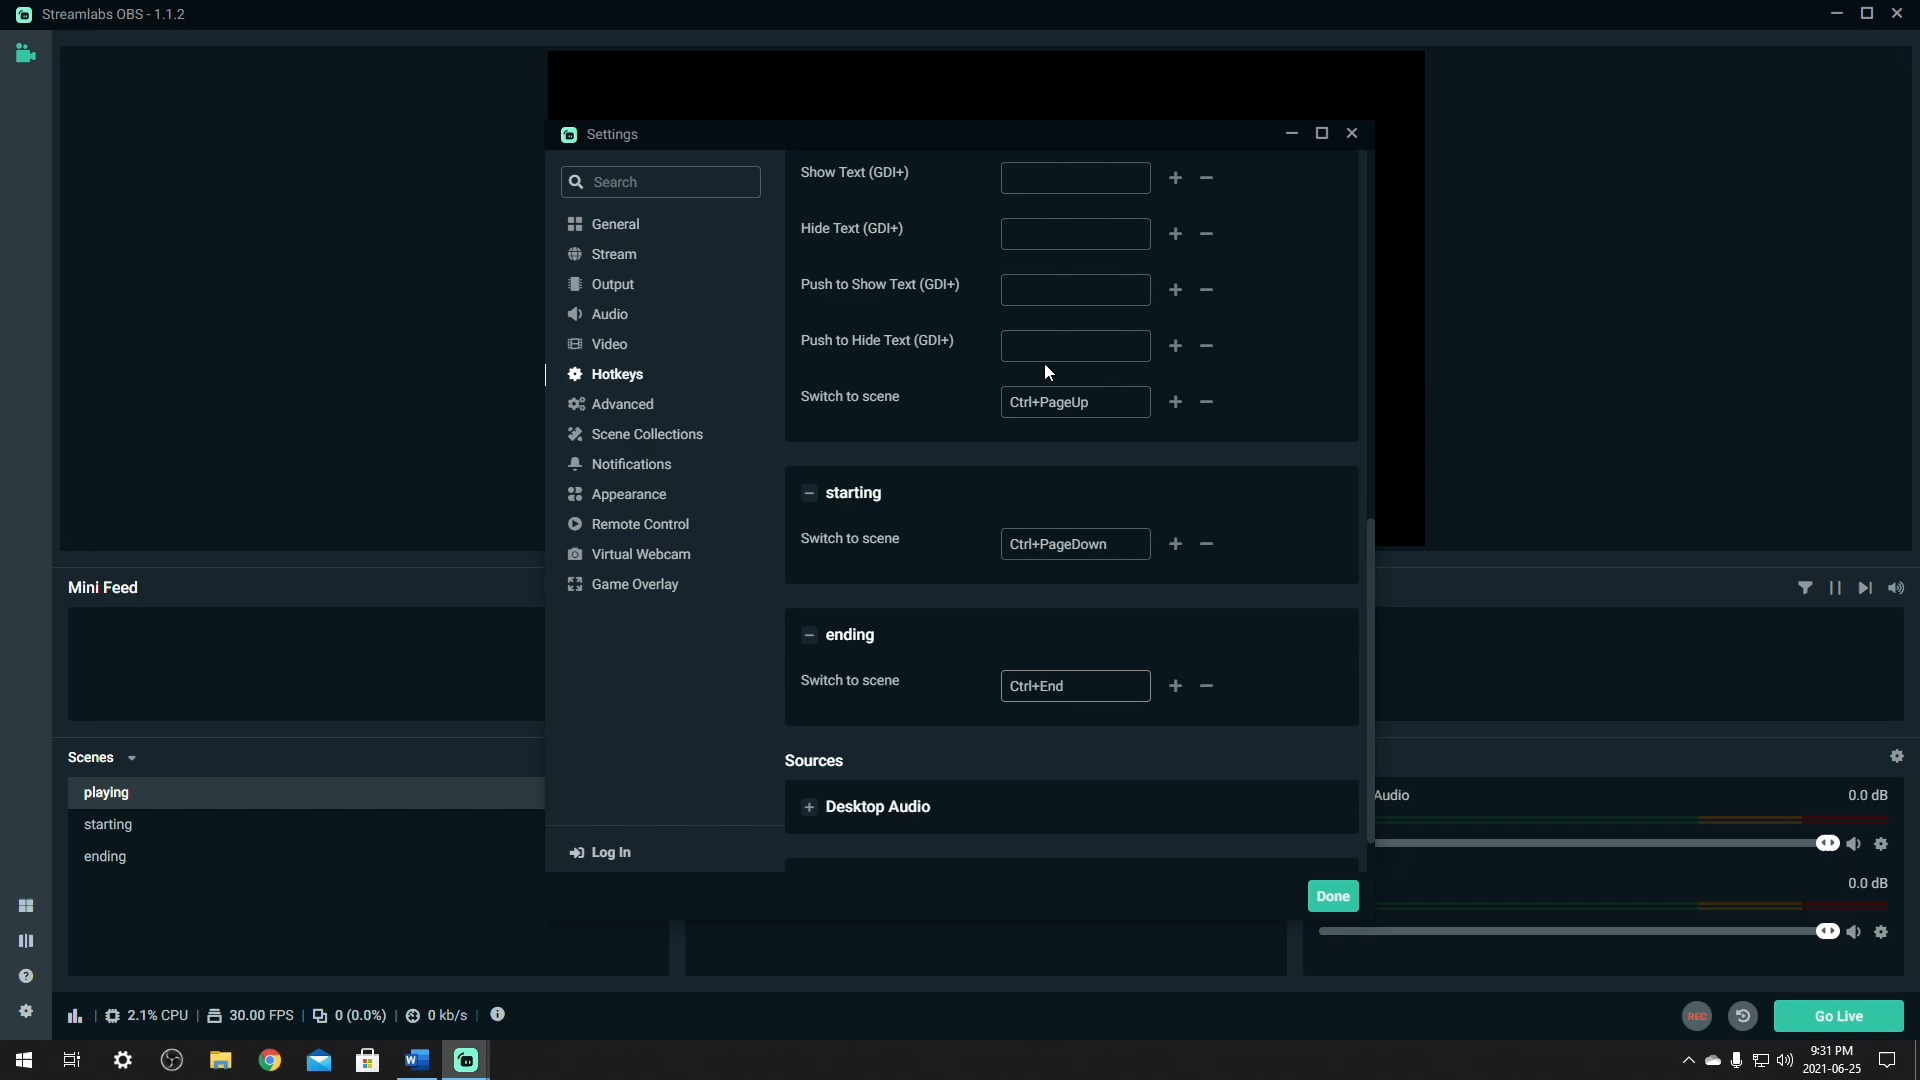 Streamlabs OBS - 1.1.2
Settings
Search
General
Stream
Output
Audio
Video
Hotkeys
Advanced
Scene Collections
Notifications
Appearance
Remote Control
Virtual Webcam
Game Overlay
Log In
Show Text (GDI+)
Hide Text (GDI+)
Push to Show Text (GDI+)
Push to Hide Text (GDI+)
Switch to scene Ctrl+PageUp
starting
Switch to scene Ctrl+PageDown
ending
Switch to scene Ctrl+End
Sources
Desktop Audio
Done
Mini Feed
Scenes
playing
starting
ending
Audio 0.0 dB
0.0 dB
2.1% CPU 30.00 FPS 0 (0.0%) 0 kb/s
REC
Go Live
9:31 PM
2021-06-25